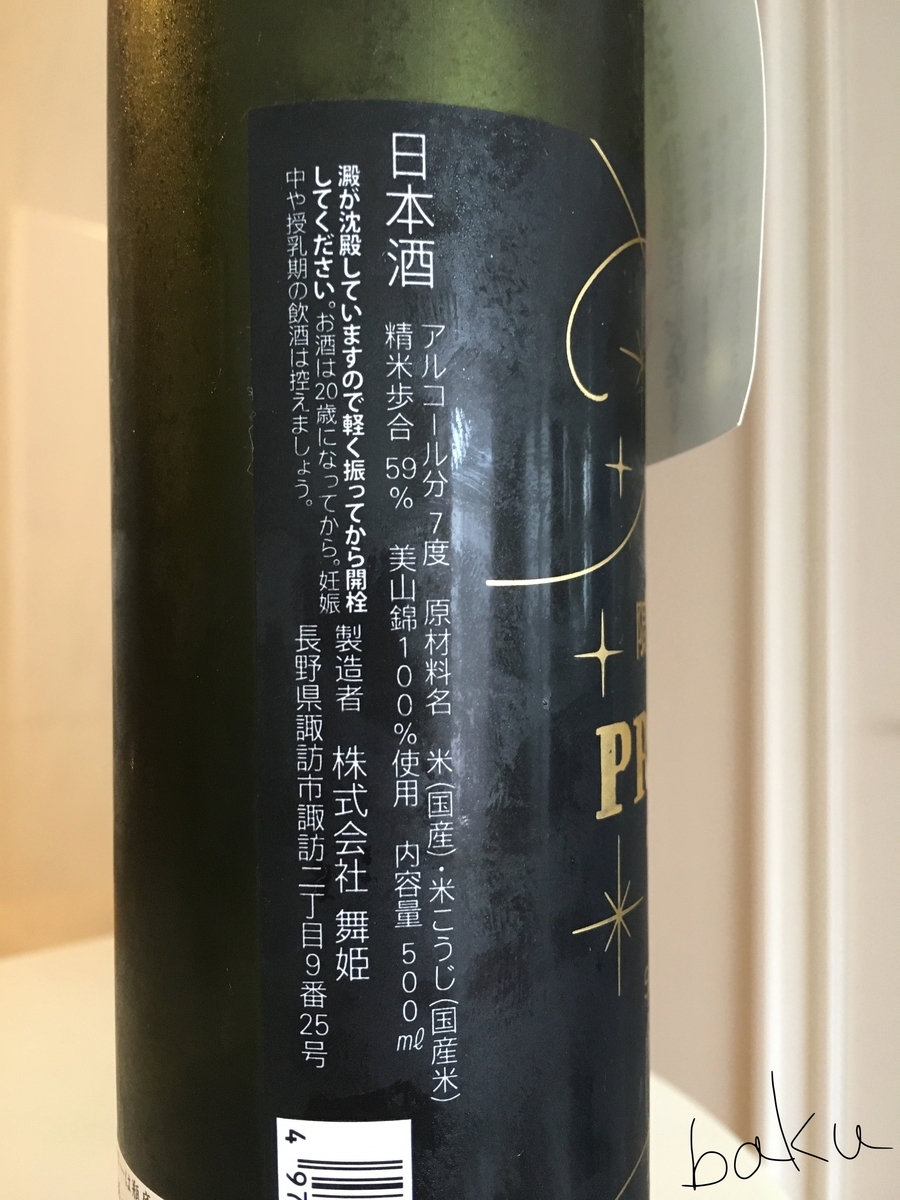 日本酒
アルコール分 7度 原材料名 米(国産)・米こうじ(国産米)
精米歩合 59% 美山錦100%使用 内容量 500ml
澱が沈殿していますので軽く振ってから開栓
してください。お酒は20歳になってから。妊娠
中や授乳期の飲酒は控えましょう。
製造者 株式会社 舞姫
長野県諏訪市諏訪二丁目9番25号
PR
4 97
baku